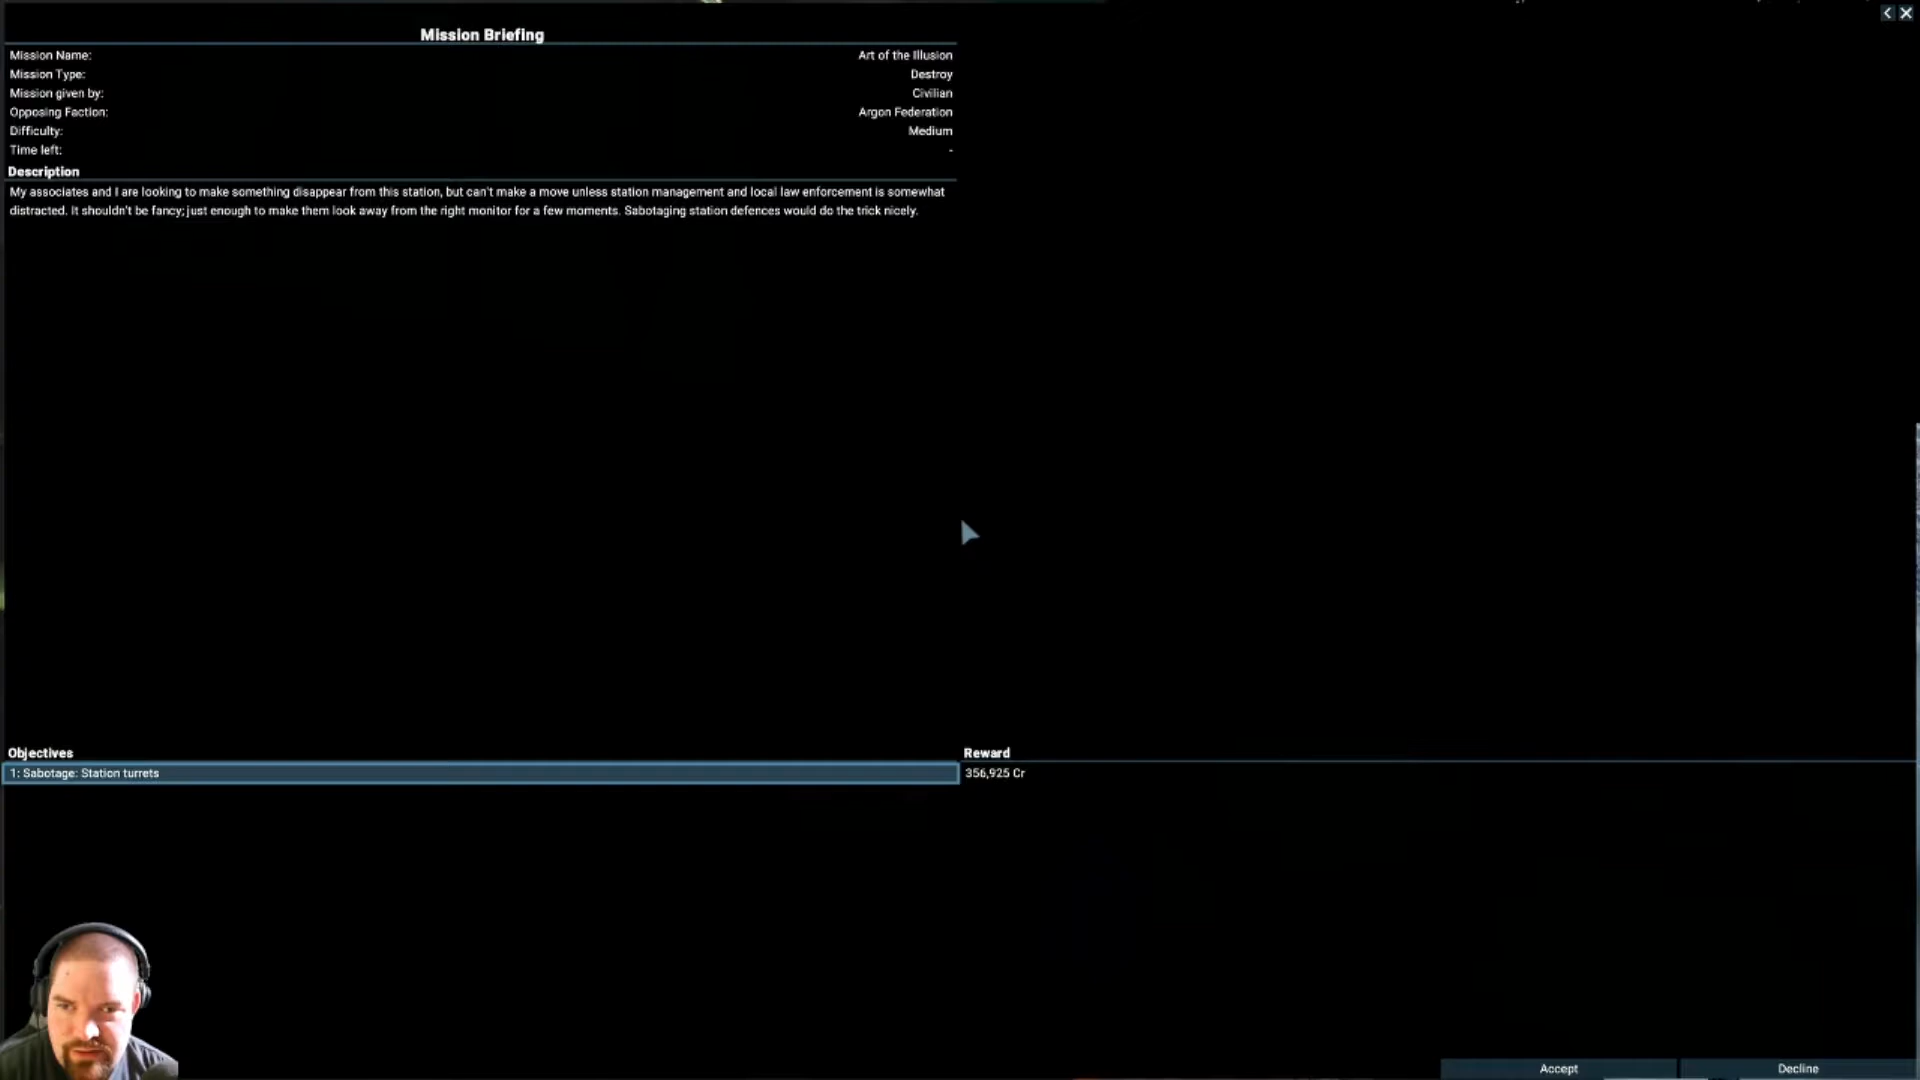 Mission Briefing
Mission Name: Art of the Illusion
Mission Type: Destroy
Mission given by: Civilian
Opposing Faction: Argon Federation
Difficulty: Medium
Time left: -
Description
My associates and I are looking to make something disappear from this station, but can't make a move unless station management and local law enforcement is somewhat
distracted. It shouldn't be fancy; just enough to make them look away from the right monitor for a few moments. Sabotaging station defences would do the trick nicely.
Objectives
1: Sabotage: Station turrets
Reward
356,925 Cr
Accept
Decline